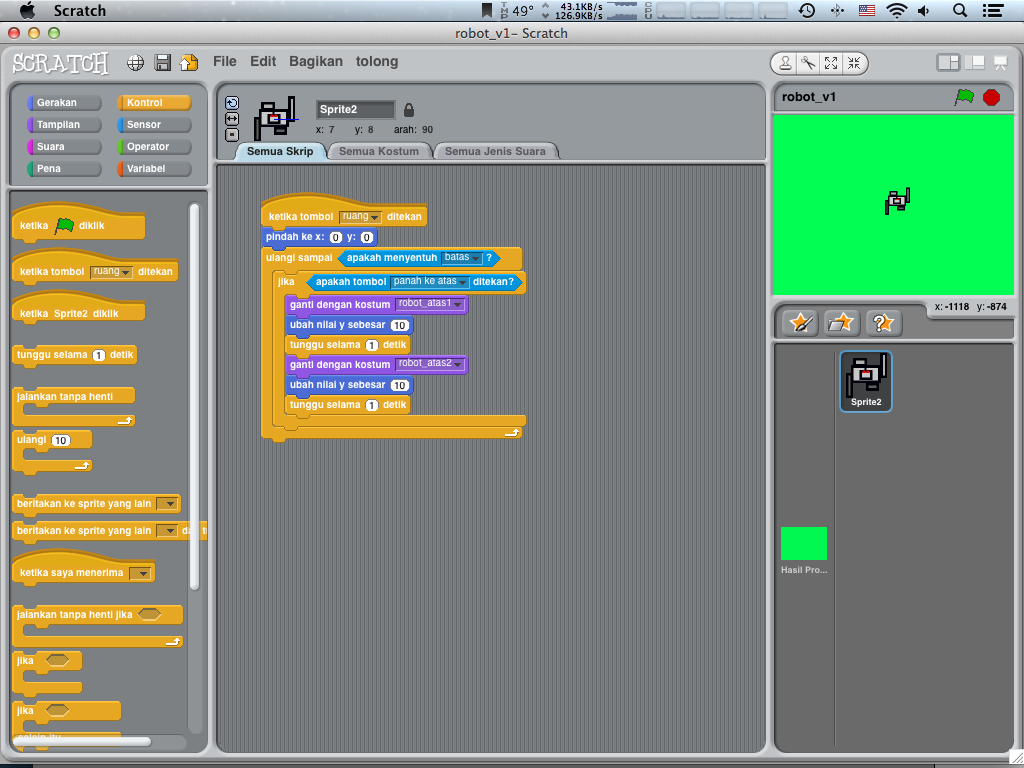 Scratch
49°
43.1KB/s
126.9KB/s
robot_v1– Scratch
SCRATCH
File Edit Bagikan tolong
Gerakan Kontrol
Tampilan Sensor
Suara Operator
Pena Variabel
Sprite2
x: 7 y: 8 arah: 90
Semua Skrip Semua Kostum Semua Jenis Suara
ketika diklik
ketika tombol ruang ditekan
ketika Sprite2 diklik
tunggu selama 1 detik
jalankan tanpa henti
ulangi 10
beritakan ke sprite yang lain
beritakan ke sprite yang lain
ketika saya menerima
jalankan tanpa henti jika
jika
jika
ketika tombol ruang ditekan
pindah ke x: 0 y: 0
ulangi sampai apakah menyentuh batas ?
jika apakah tombol panah ke atas ditekan?
ganti dengan kostum robot_atas1
ubah nilai y sebesar 10
tunggu selama 1 detik
ganti dengan kostum robot_atas2
ubah nilai y sebesar 10
tunggu selama 1 detik
robot_v1
x: -1118 y: -874
Sprite2
Hasil Pro...